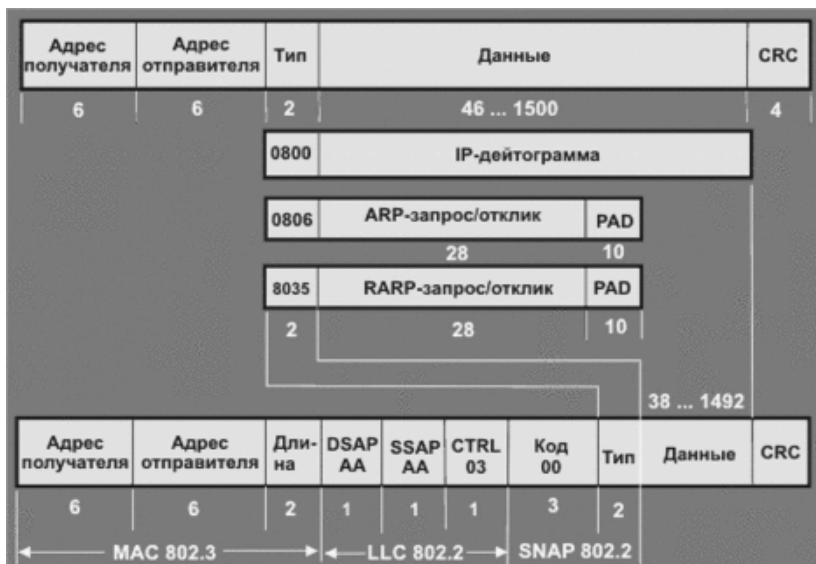 Адрес получателя Адрес отправителя Тип Данные CRC
6 6 2 46 ... 1500 4
0800 IP-дейтограмма
0806 ARP-запрос/отклик PAD
28 10
8035 RARP-запрос/отклик PAD
2 28 10
38 ... 1492
Адрес получателя Адрес отправителя Дли-на DSAP AA SSAP AA CTRL 03 Код 00 Тип Данные CRC
6 6 2 1 1 1 3 2
MAC 802.3 LLC 802.2 SNAP 802.2